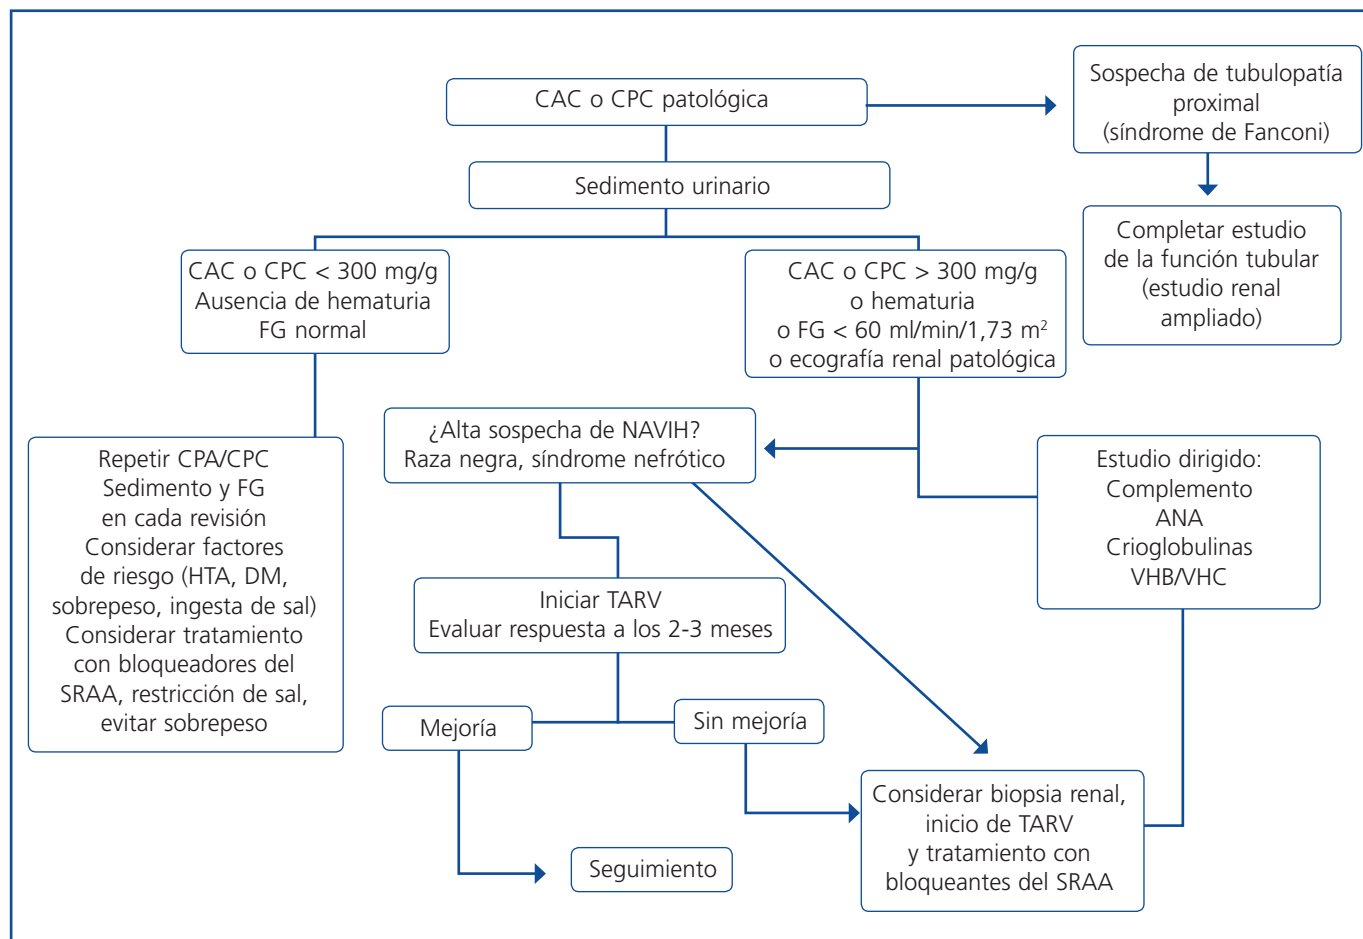 CAC o CPC patológica
Sospecha de tubulopatía
proximal
(síndrome de Fanconi)
Sedimento urinario
Completar estudio
de la función tubular
(estudio renal
ampliado)
CAC o CPC < 300 mg/g
Ausencia de hematuria
FG normal
CAC o CPC > 300 mg/g
o hematuria
o FG < 60 ml/min/1,73 m²
o ecografía renal patológica
Repetir CPA/CPC
Sedimento y FG
en cada revisión
Considerar factores
de riesgo (HTA, DM,
sobrepeso, ingesta de sal)
Considerar tratamiento
con bloqueadores del
SRAA, restricción de sal,
evitar sobrepeso
¿Alta sospecha de NAVIH?
Raza negra, síndrome nefrótico
Estudio dirigido:
Complemento
ANA
Crioglobulinas
VHB/VHC
Iniciar TARV
Evaluar respuesta a los 2-3 meses
Mejoría
Sin mejoría
Seguimiento
Considerar biopsia renal,
inicio de TARV
y tratamiento con
bloqueantes del SRAA